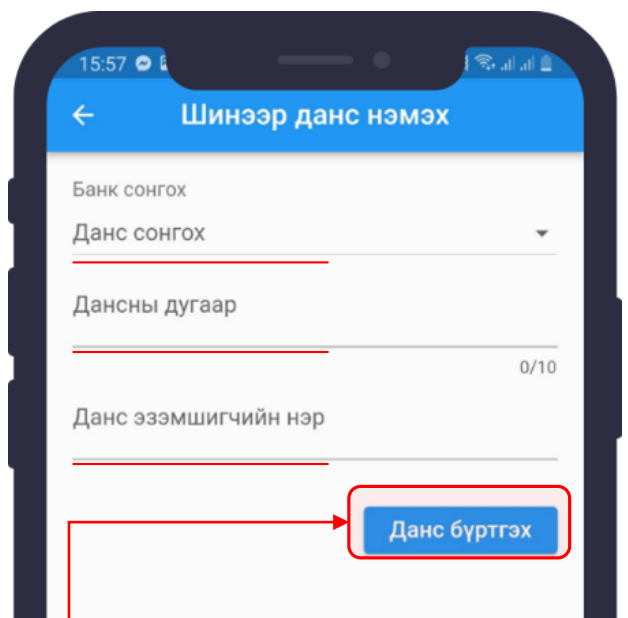 15:57
Шинээр данс нэмэх
Банк сонгох
Данс сонгох
Дансны дугаар
0/10
Данс эзэмшигчийн нэр
Данс бүртгэх